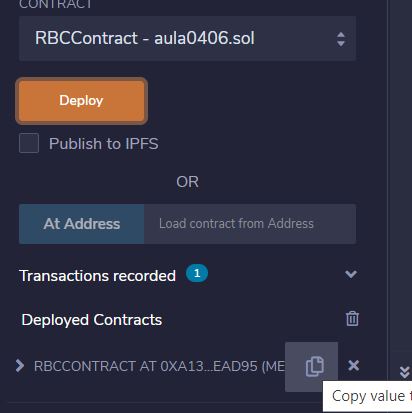 CONTRACT
RBCContract - aula0406.sol
Deploy
Publish to IPFS
OR
At Address Load contract from Address
Transactions recorded 1
Deployed Contracts
RBCCONTRACT AT 0XA13...EAD95 (ME
Copy value t